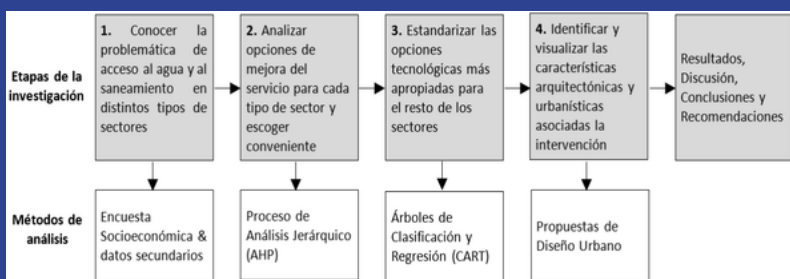 Etapas de la
investigación
1. Conocer la
problemática de
acceso al agua y al
saneamiento en
distintos tipos de
sectores
2. Analizar
opciones de
mejora del
servicio para cada
tipo de sector y
escoger
conveniente
3. Estandarizar las
opciones
tecnológicas más
apropiadas para
el resto de los
sectores
4. Identificar y
visualizar las
características
arquitectónicas y
urbanísticas
asociadas la
intervención
Resultados,
Discusión,
Conclusiones y
Recomendaciones
Métodos de
análisis
Encuesta
Socioeconómica &
datos secundarios
Proceso de
Análisis Jerárquico
(AHP)
Árboles de
Clasificación y
Regresión (CART)
Propuestas de
Diseño Urbano